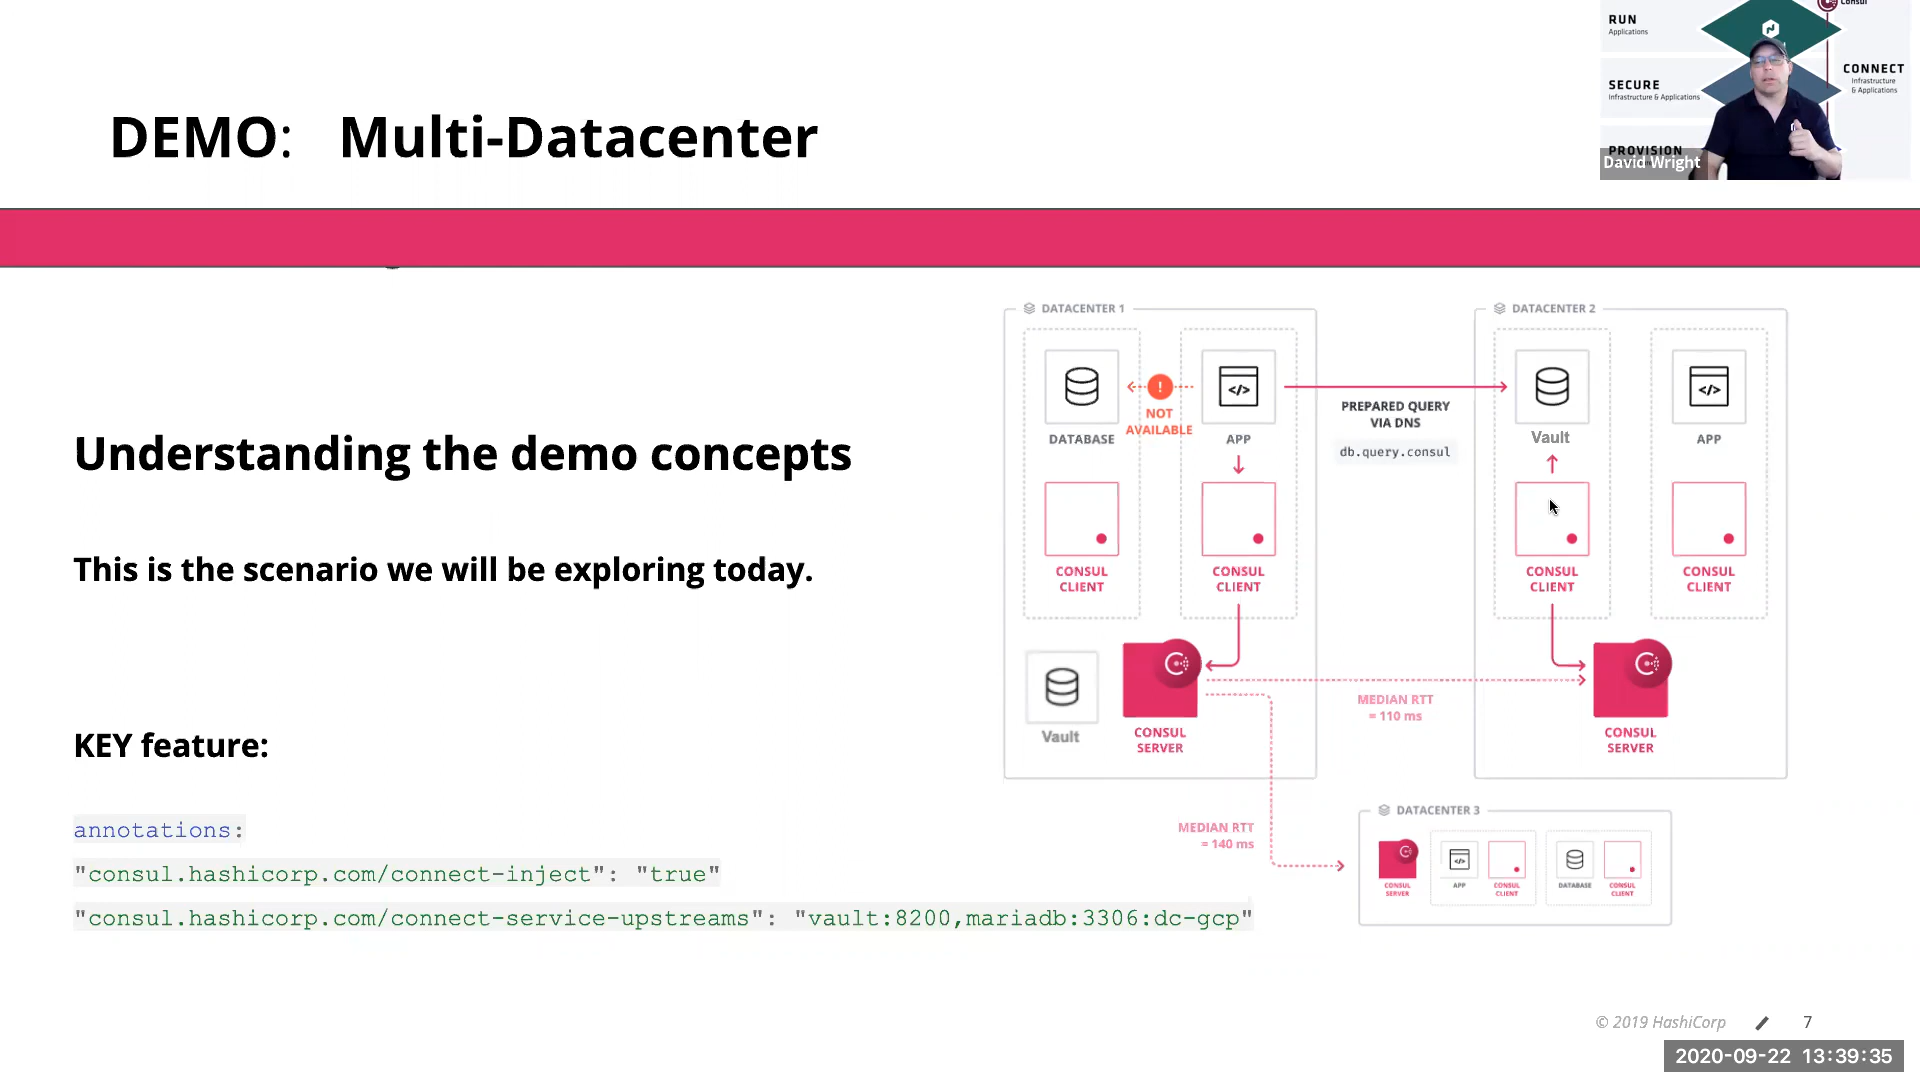 RUN
Applications
Consul
SECURE
Infrastructure & Applications
CONNECT
Infrastructure
& Applications
PROVISION
David Wright
DEMO: Multi-Datacenter
Understanding the demo concepts
This is the scenario we will be exploring today.
KEY feature:
annotations:
"consul.hashicorp.com/connect-inject": "true"
"consul.hashicorp.com/connect-service-upstreams": "vault:8200,mariadb:3306:dc-gcp"
DATACENTER 1
DATABASE
!
NOT
AVAILABLE
</>
APP
CONSUL
CLIENT
CONSUL
CLIENT
Vault
CONSUL
SERVER
PREPARED QUERY
VIA DNS
db.query.consul
MEDIAN RTT
= 110 ms
DATACENTER 2
Vault
</>
APP
CONSUL
CLIENT
CONSUL
CLIENT
CONSUL
SERVER
MEDIAN RTT
= 140 ms
DATACENTER 3
CONSUL
SERVER
</>
APP
CONSUL
CLIENT
DATABASE
CONSUL
CLIENT
© 2019 HashiCorp
7
2020-09-22 13:39:35